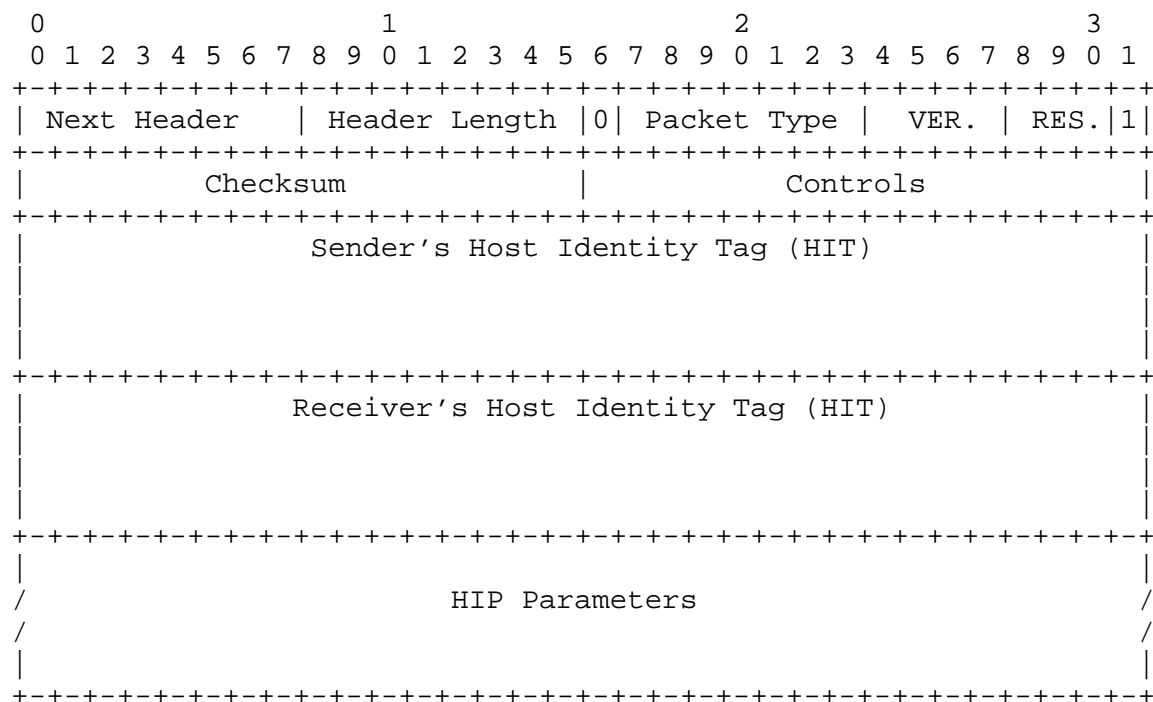 0                   1                   2                   3
0 1 2 3 4 5 6 7 8 9 0 1 2 3 4 5 6 7 8 9 0 1 2 3 4 5 6 7 8 9 0 1
+-+-+-+-+-+-+-+-+-+-+-+-+-+-+-+-+-+-+-+-+-+-+-+-+-+-+-+-+-+-+-+-+
| Next Header   | Header Length |0| Packet Type |  VER. | RES.|1|
+-+-+-+-+-+-+-+-+-+-+-+-+-+-+-+-+-+-+-+-+-+-+-+-+-+-+-+-+-+-+-+-+
|          Checksum             |           Controls            |
+-+-+-+-+-+-+-+-+-+-+-+-+-+-+-+-+-+-+-+-+-+-+-+-+-+-+-+-+-+-+-+-+
|                Sender's Host Identity Tag (HIT)               |
|                                                               |
|                                                               |
|                                                               |
+-+-+-+-+-+-+-+-+-+-+-+-+-+-+-+-+-+-+-+-+-+-+-+-+-+-+-+-+-+-+-+-+
|               Receiver's Host Identity Tag (HIT)              |
|                                                               |
|                                                               |
|                                                               |
+-+-+-+-+-+-+-+-+-+-+-+-+-+-+-+-+-+-+-+-+-+-+-+-+-+-+-+-+-+-+-+-+
|                                                               |
/                        HIP Parameters                         /
/                                                               /
|                                                               |
+-+-+-+-+-+-+-+-+-+-+-+-+-+-+-+-+-+-+-+-+-+-+-+-+-+-+-+-+-+-+-+-+